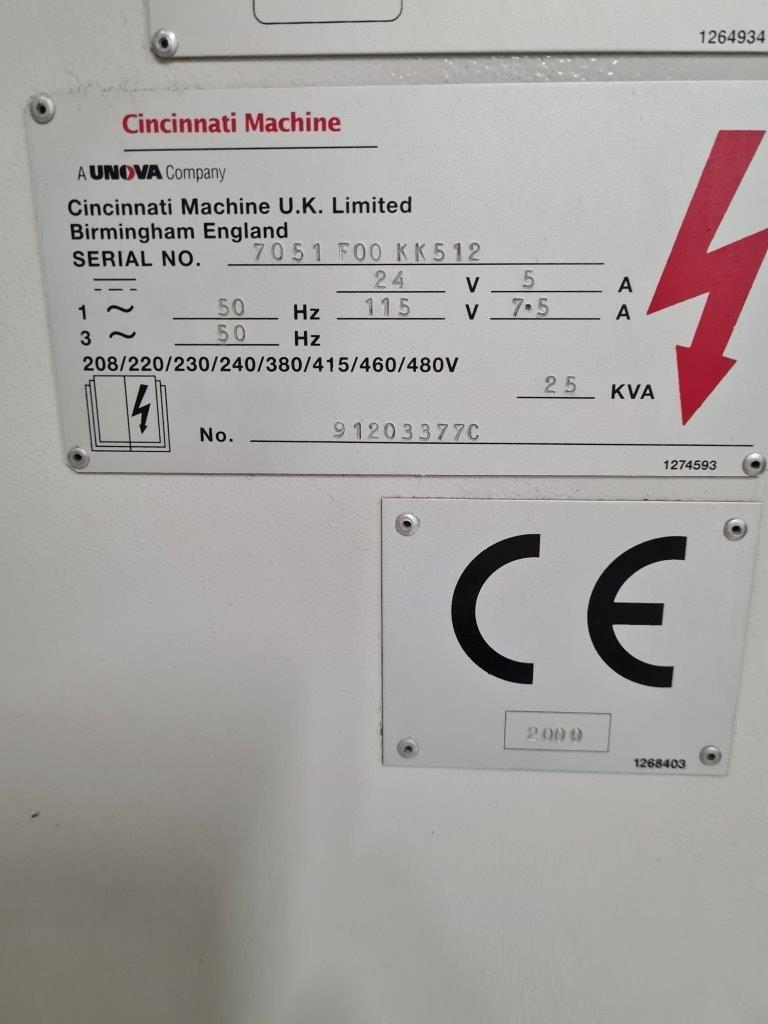 1264934
Cincinnati Machine
A UNOVA Company
Cincinnati Machine U.K. Limited
Birmingham England
SERIAL NO. 7051 F00 KK512
24 V 5 A
1 ~ 50 Hz 115 V 7·5 A
3 ~ 50 Hz
208/220/230/240/380/415/460/480V
25 KVA
No. 91203377C
1274593
CE
2000
1268403